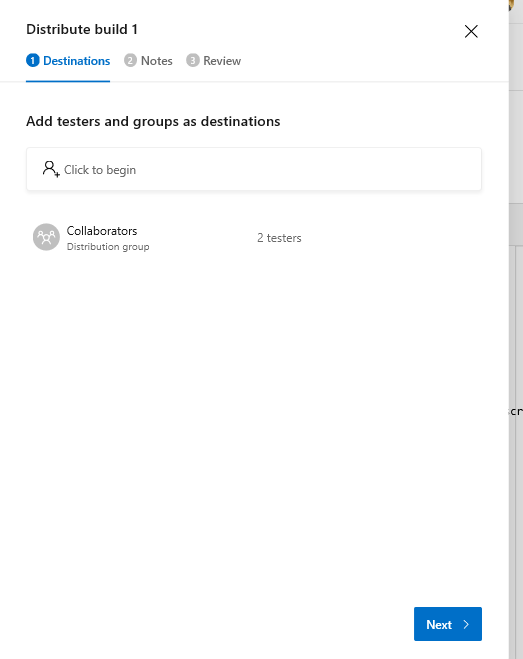 Distribute build 1
1 Destinations 2 Notes 3 Review
Add testers and groups as destinations
Click to begin
Collaborators
Distribution group
2 testers
scr
Next